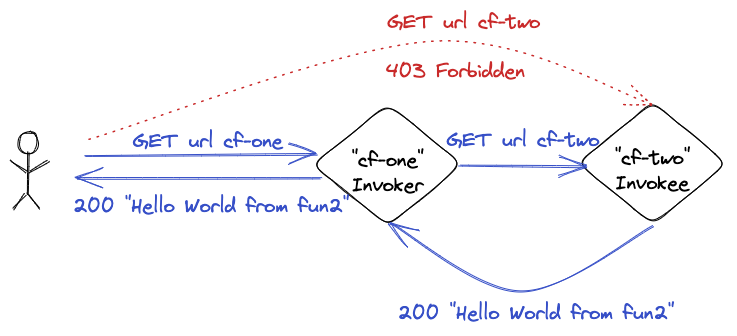 GET url cf-two
403 Forbidden
GET url cf-one
GET url cf-two
"cf-one"
Invoker
"cf-two"
Invokee
200 "Hello World from fun2"
200 "Hello World from fun2"